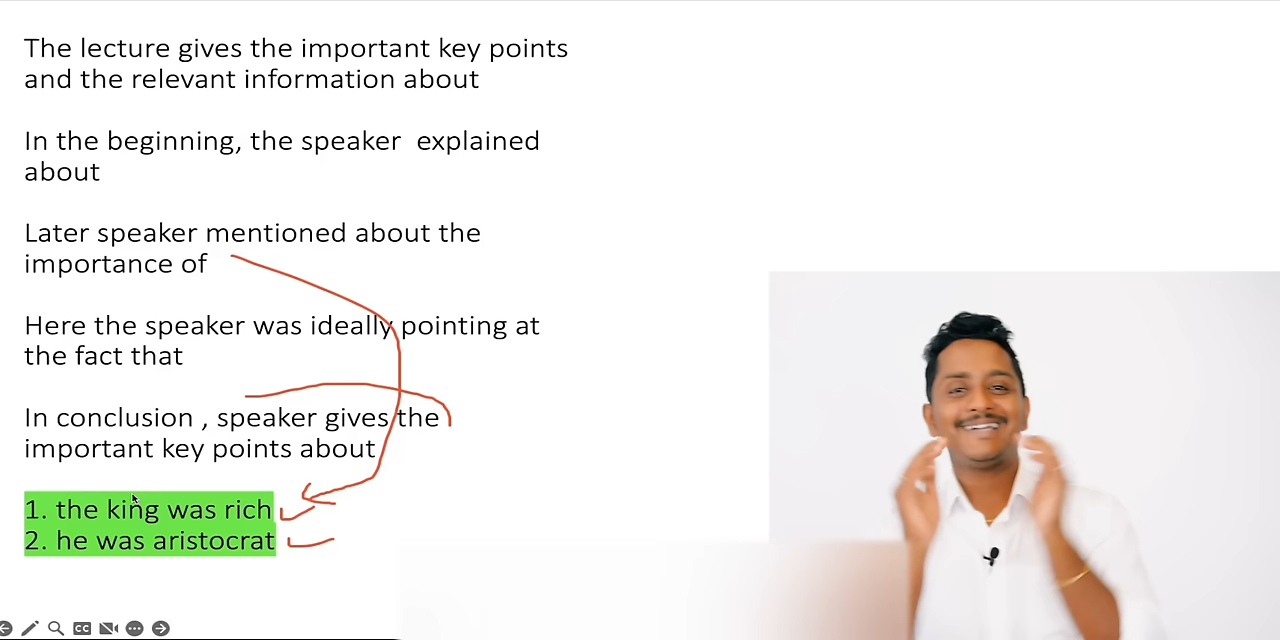 The lecture gives the important key points
and the relevant information about
In the beginning, the speaker  explained
about
Later speaker mentioned about the
importance of
Here the speaker was ideally pointing at
the fact that
In conclusion , speaker gives the
important key points about
1. the king was rich
2. he was aristocrat
CC